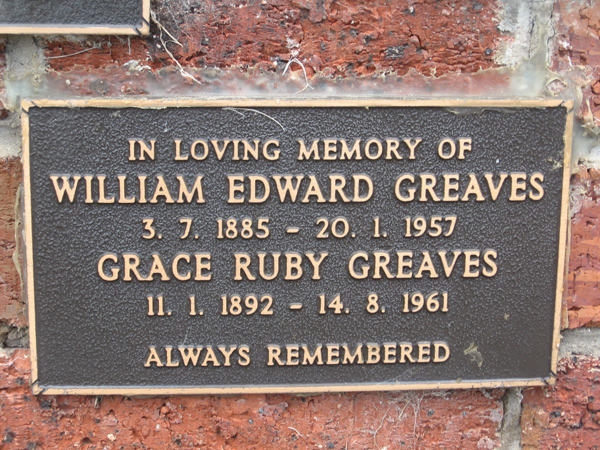 IN LOVING MEMORY OF
WILLIAM EDWARD GREAVES
3. 7. 1885 – 20. 1. 1957
GRACE RUBY GREAVES
11. 1. 1892 – 14. 8. 1961
ALWAYS REMEMBERED